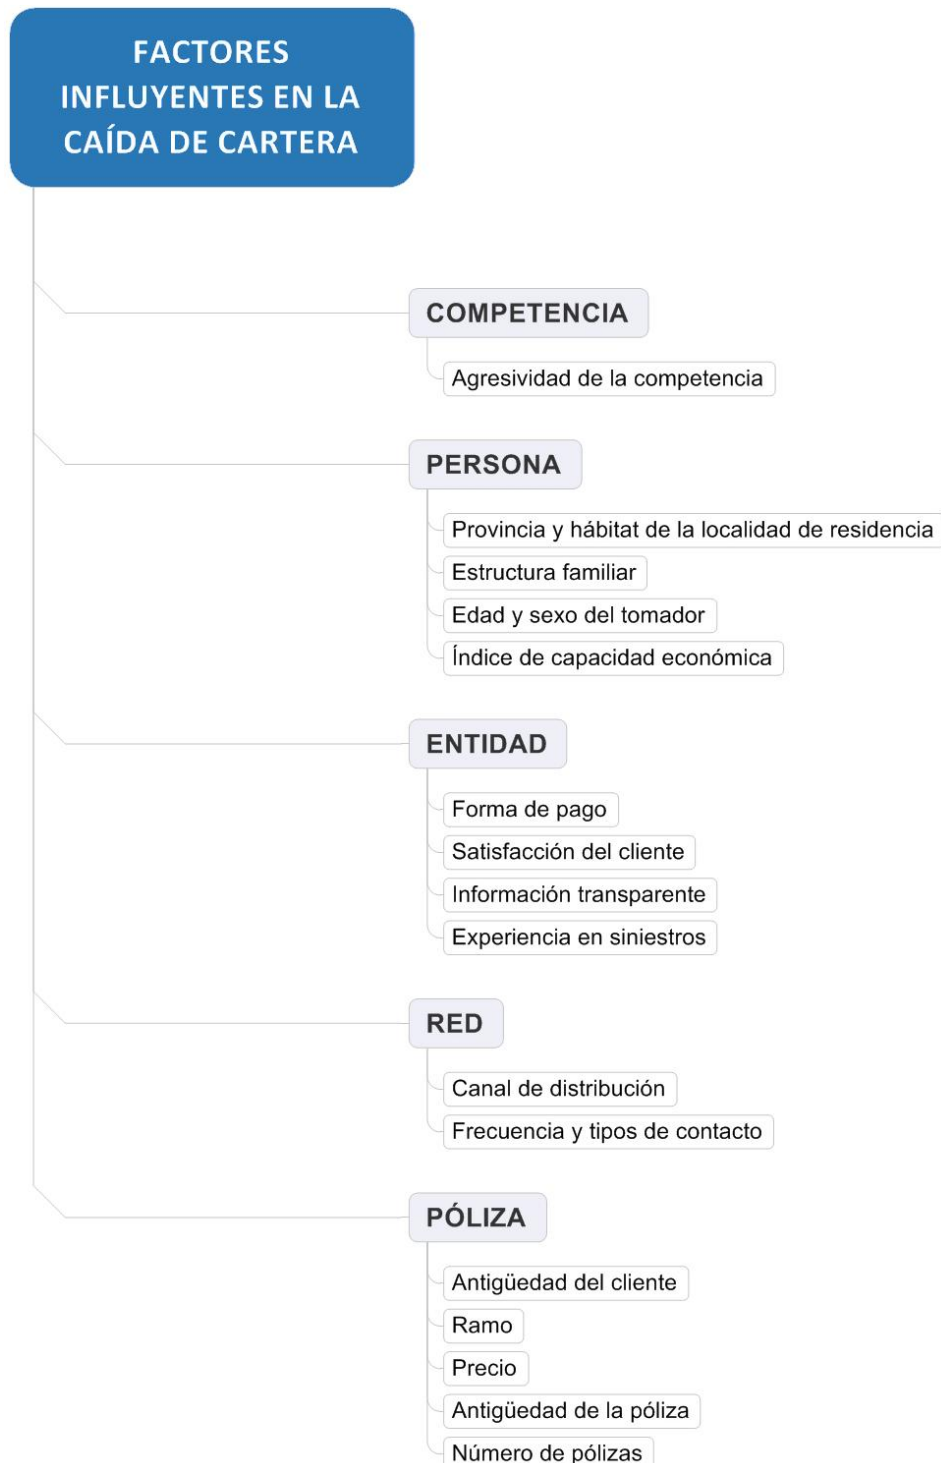 FACTORES
INFLUYENTES EN LA
CAÍDA DE CARTERA
COMPETENCIA
Agresividad de la competencia
PERSONA
Provincia y hábitat de la localidad de residencia
Estructura familiar
Edad y sexo del tomador
Índice de capacidad económica
ENTIDAD
Forma de pago
Satisfacción del cliente
Información transparente
Experiencia en siniestros
RED
Canal de distribución
Frecuencia y tipos de contacto
PÓLIZA
Antigüedad del cliente
Ramo
Precio
Antigüedad de la póliza
Número de pólizas